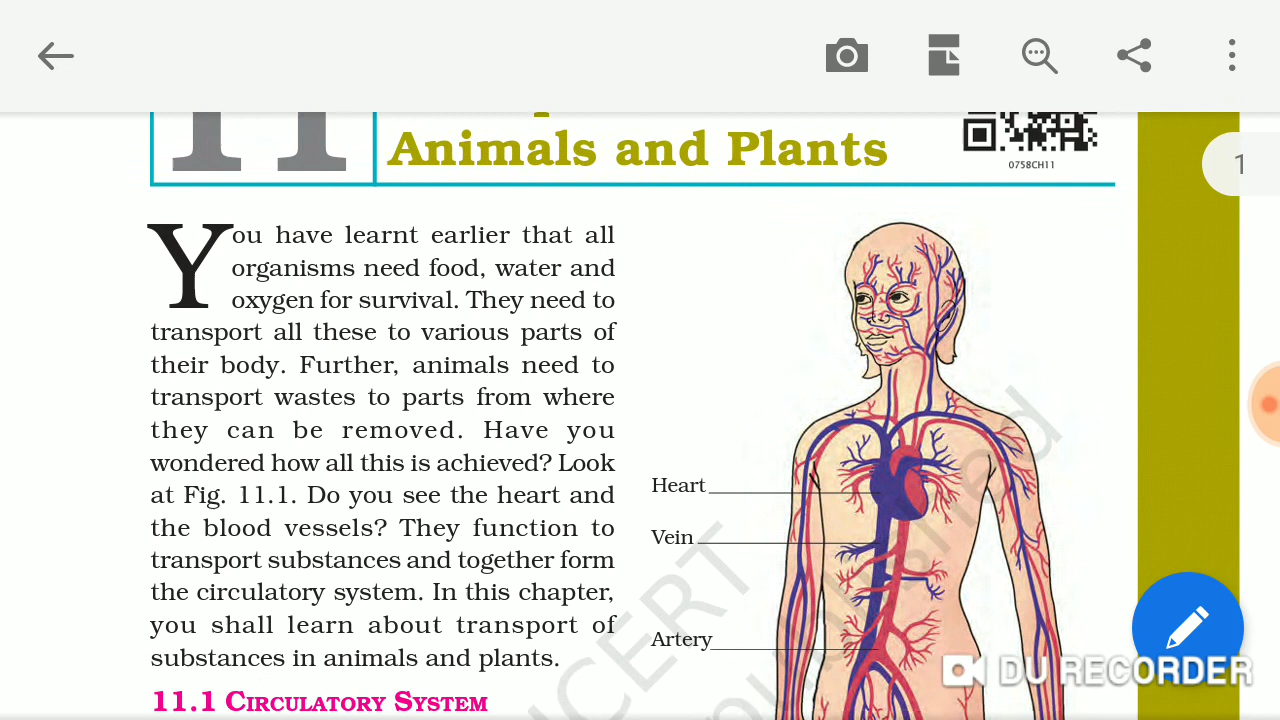 11
Animals and Plants
0758CH11
1
You have learnt earlier that all
organisms need food, water and
oxygen for survival. They need to
transport all these to various parts of
their body. Further, animals need to
transport wastes to parts from where
they can be removed. Have you
wondered how all this is achieved? Look
at Fig. 11.1. Do you see the heart and
the blood vessels? They function to
transport substances and together form
the circulatory system. In this chapter,
you shall learn about transport of
substances in animals and plants.
11.1 CIRCULATORY SYSTEM
Heart
Vein
Artery
NCERT
republished
DU RECORDER